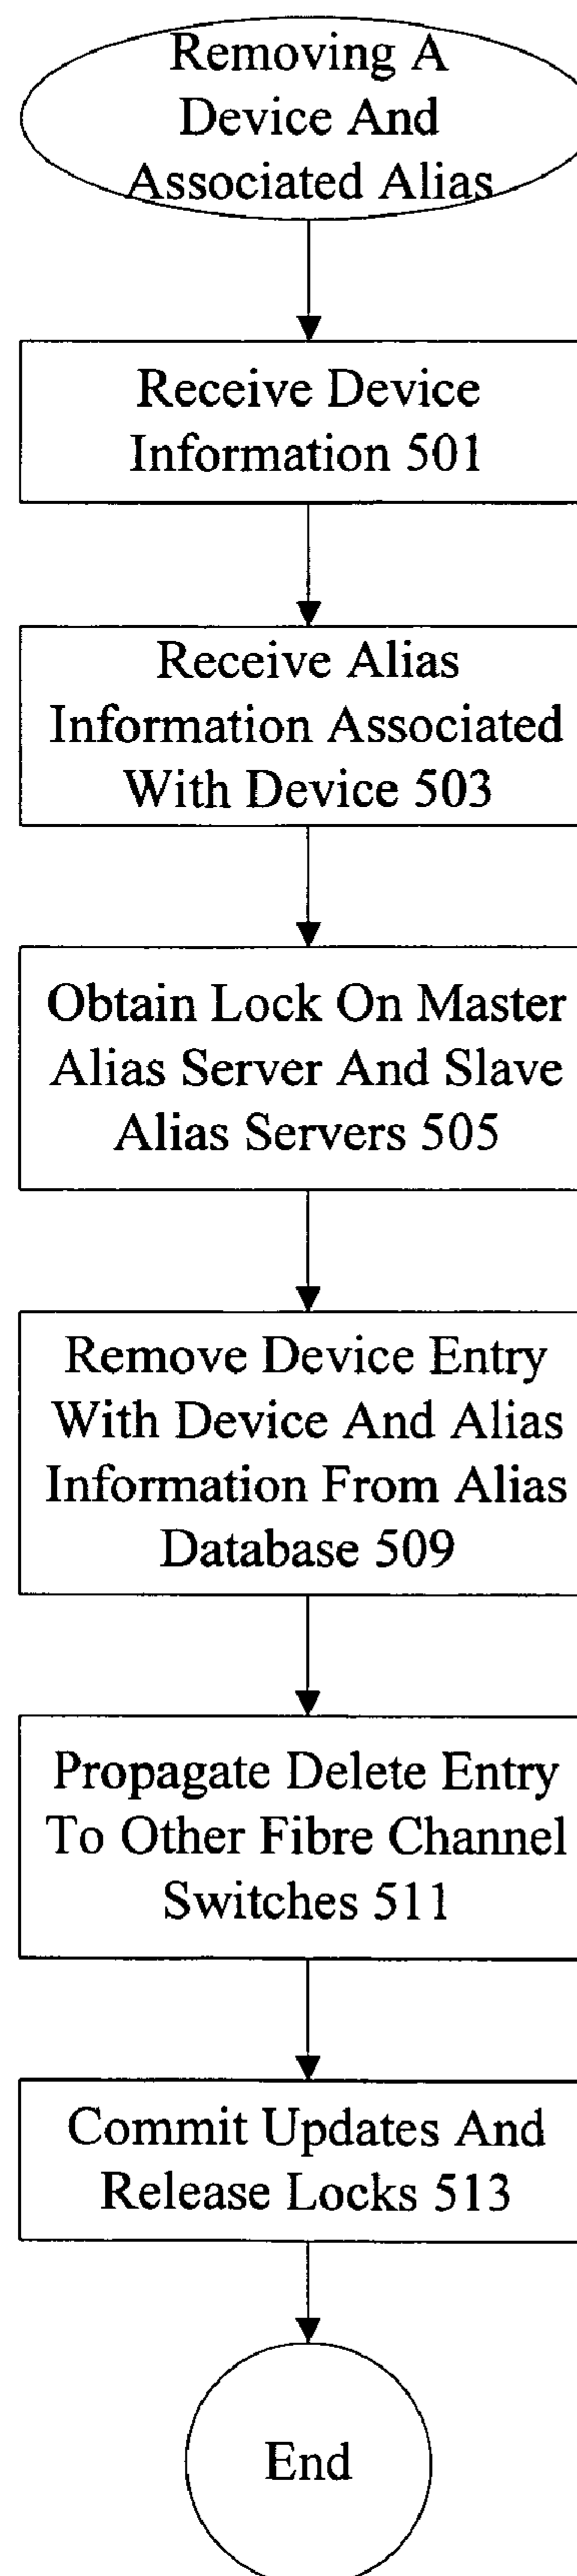 Removing A
Device And
Associated Alias
Receive Device
Information 501
Receive Alias
Information Associated
With Device 503
Obtain Lock On Master
Alias Server And Slave
Alias Servers 505
Remove Device Entry
With Device And Alias
Information From Alias
Database 509
Propagate Delete Entry
To Other Fibre Channel
Switches 511
Commit Updates And
Release Locks 513
End